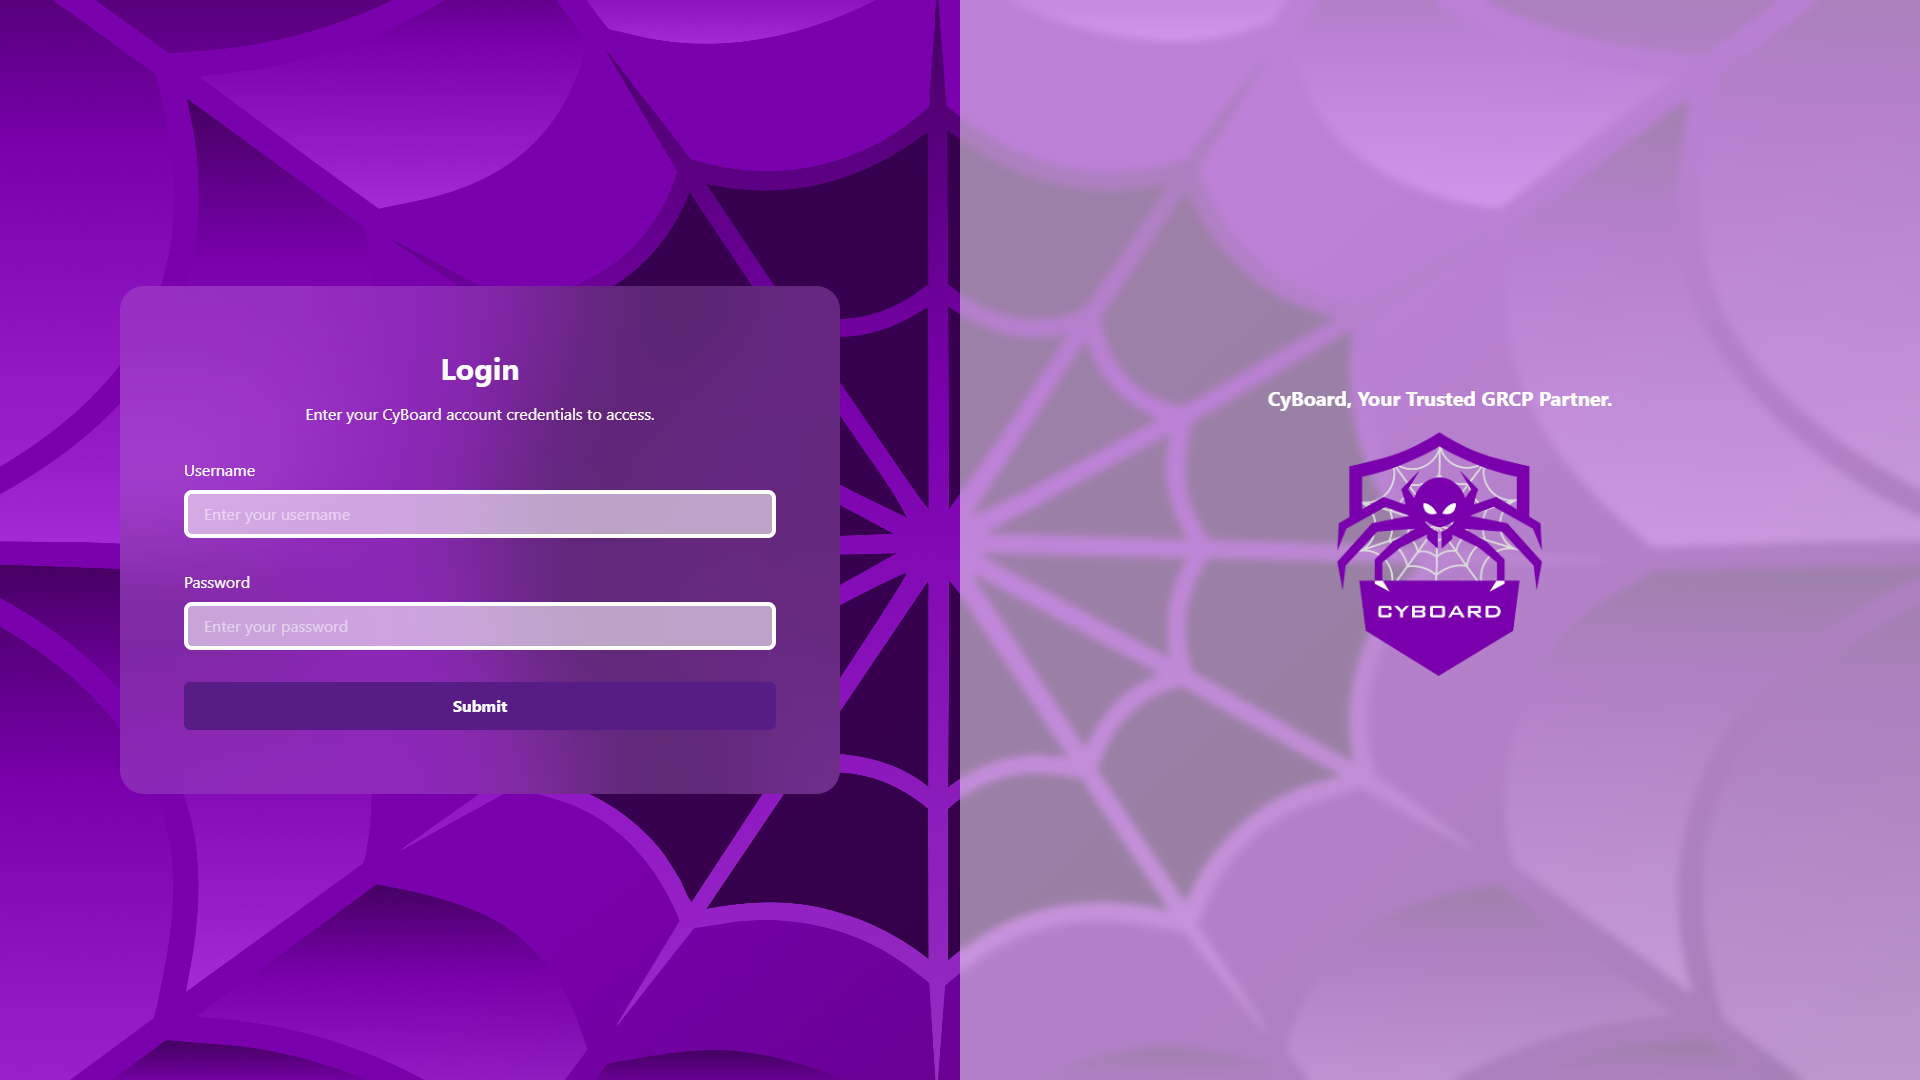 Login
Enter your CyBoard account credentials to access.
Username
Enter your username
Password
Enter your password
Submit
CyBoard, Your Trusted GRCP Partner.
CYBOARD